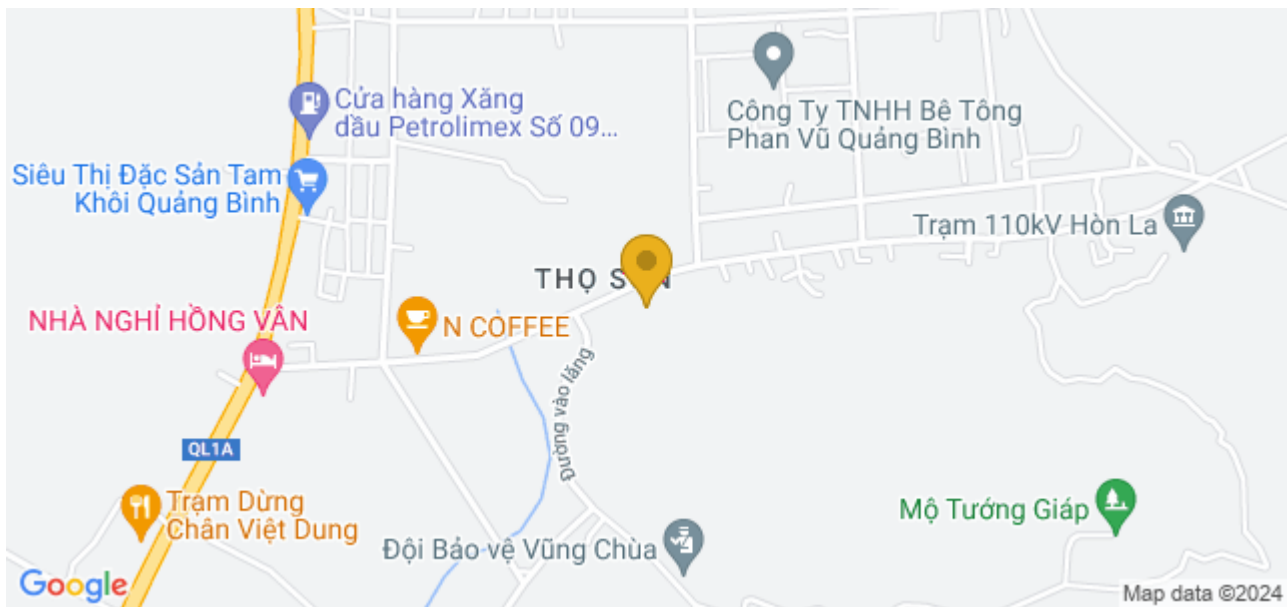 Cửa hàng Xăng
dầu Petrolimex Số 09...
Công Ty TNHH Bê Tông
Phan Vũ Quảng Bình
Siêu Thị Đặc Sản Tam
Khôi Quảng Bình
Trạm 110kV Hòn La
THỌ
NHÀ NGHỈ HỒNG VÂN
N COFFEE
Đường vào lăng
QL1A
Trạm Dừng
Chân Việt Dung
Mộ Tướng Giáp
Đội Bảo vệ Vũng Chùa
Google
Map data ©2024